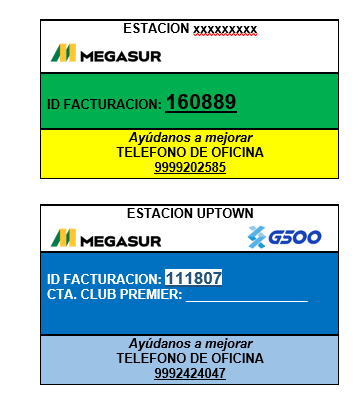 ESTACION xxxxxxxxx
MEGASUR
ID FACTURACION: 160889
Ayúdanos a mejorar
TELEFONO DE OFICINA
9999202585
ESTACION UPTOWN
MEGASUR G500
ID FACTURACION: 111807
CTA. CLUB PREMIER: _________________
Ayúdanos a mejorar
TELEFONO DE OFICINA
9992424047